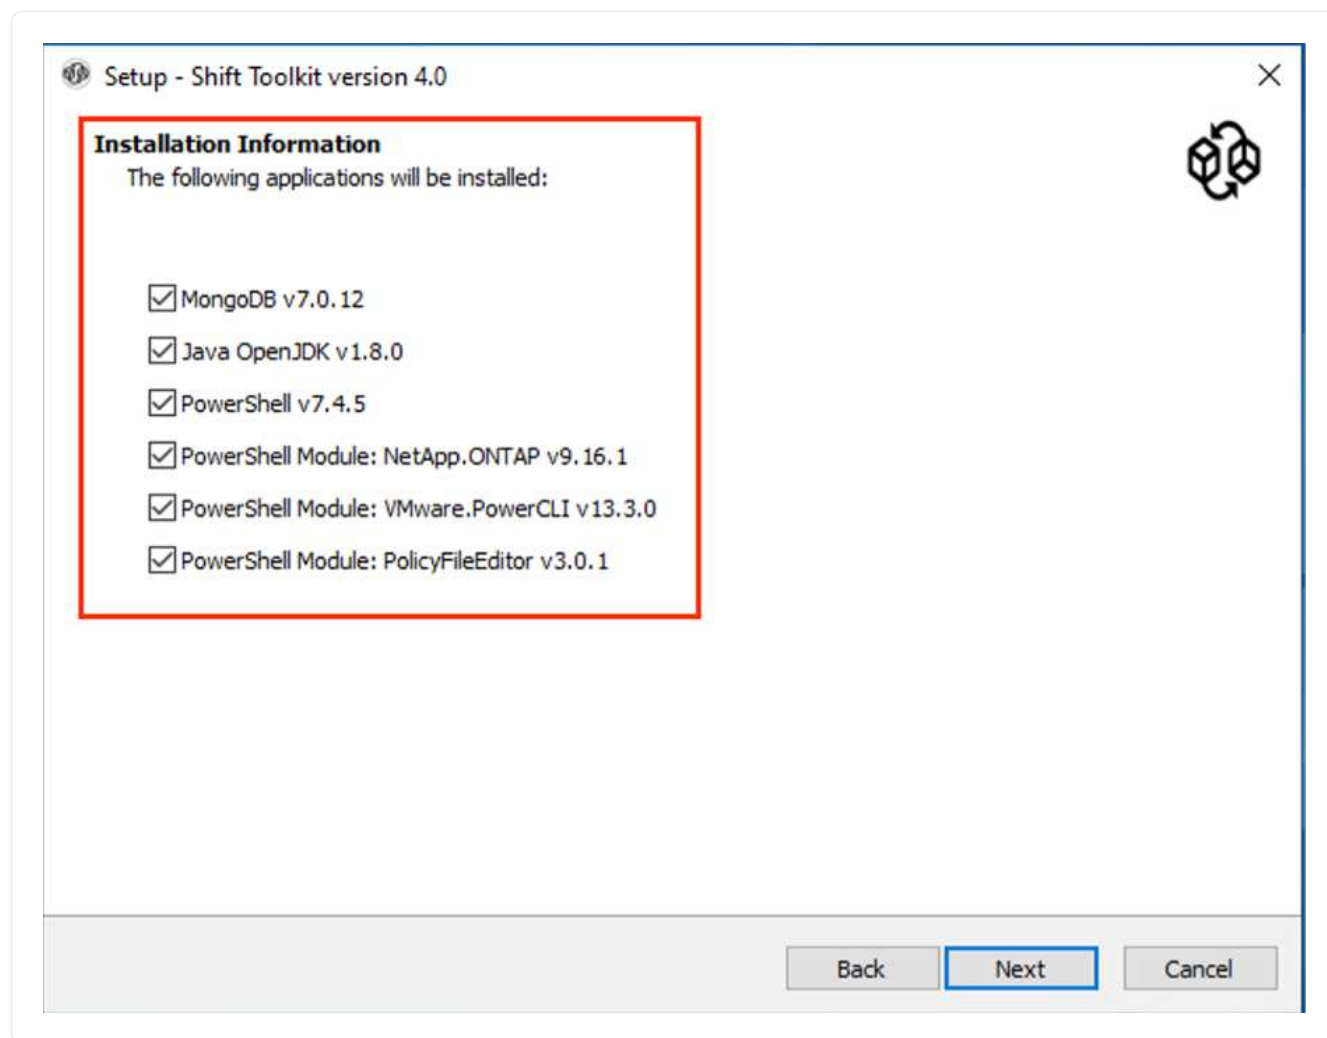 Setup - Shift Toolkit version 4.0
Installation Information
The following applications will be installed:
MongoDB v7.0.12
Java OpenJDK v1.8.0
PowerShell v7.4.5
PowerShell Module: NetApp.ONTAP v9.16.1
PowerShell Module: VMware.PowerCLI v13.3.0
PowerShell Module: PolicyFileEditor v3.0.1
Back Next Cancel